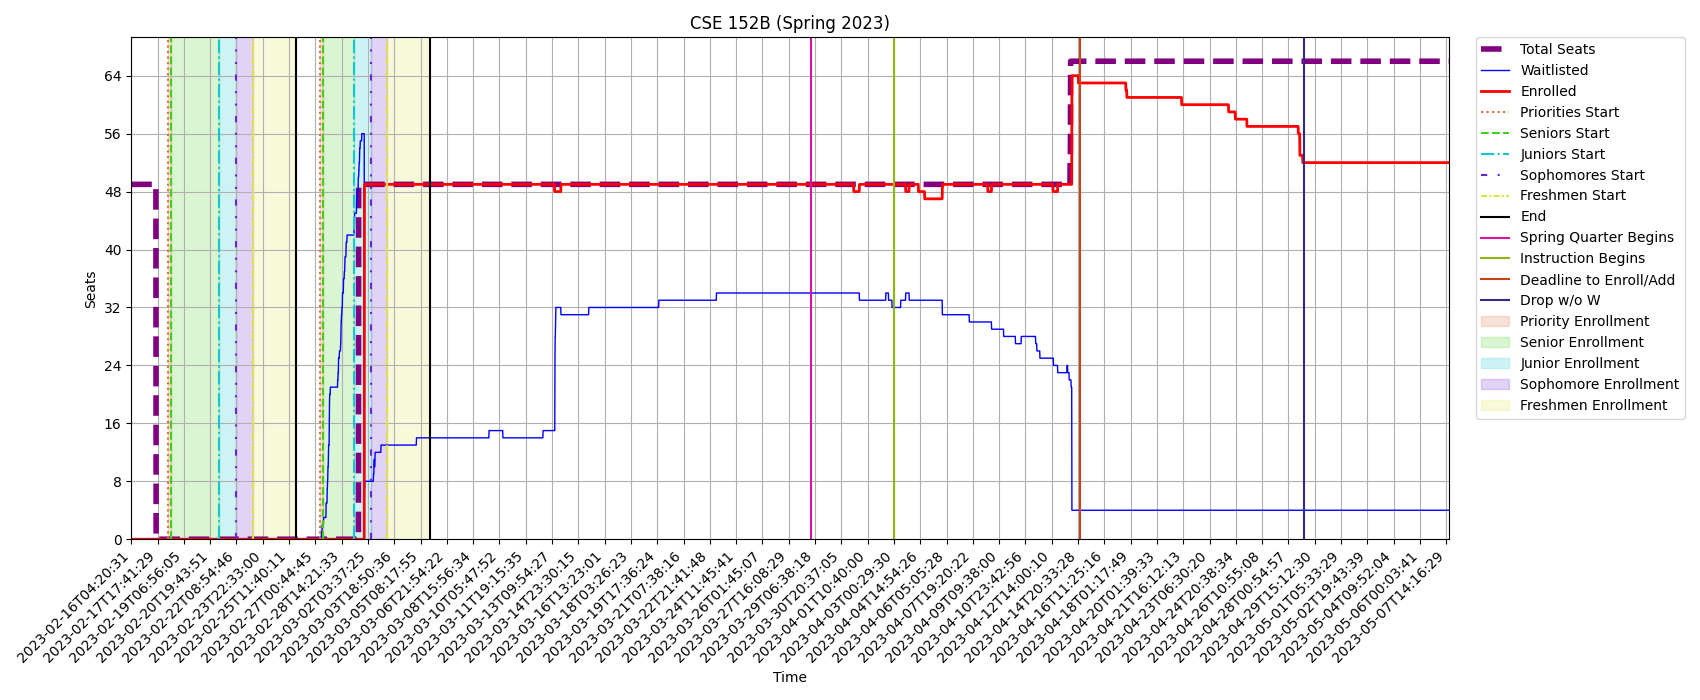 CSE 152B (Spring 2023)
Seats
64
56
48
40
32
24
16
8
0
2023-02-16T04:20:31
2023-02-17T17:41:29
2023-02-19T06:56:05
2023-02-20T19:43:51
2023-02-22T08:54:46
2023-02-23T22:33:00
2023-02-25T11:40:11
2023-02-27T00:44:45
2023-02-28T14:21:33
2023-03-02T03:37:25
2023-03-03T18:50:36
2023-03-05T08:17:55
2023-03-06T21:54:22
2023-03-08T15:56:34
2023-03-10T05:47:52
2023-03-11T19:15:35
2023-03-13T09:54:27
2023-03-14T23:30:15
2023-03-16T13:23:01
2023-03-18T03:26:23
2023-03-19T17:36:24
2023-03-21T07:38:16
2023-03-22T21:41:48
2023-03-24T11:45:41
2023-03-26T01:45:07
2023-03-27T16:08:29
2023-03-29T06:38:18
2023-03-30T20:37:05
2023-04-01T10:40:00
2023-04-03T00:29:30
2023-04-04T14:54:26
2023-04-06T05:05:28
2023-04-07T19:20:22
2023-04-09T09:38:00
2023-04-10T23:42:56
2023-04-12T14:00:10
2023-04-14T20:33:28
2023-04-16T11:25:16
2023-04-18T01:17:49
2023-04-20T01:39:33
2023-04-21T16:12:13
2023-04-23T06:30:20
2023-04-24T20:38:34
2023-04-26T10:55:08
2023-04-28T00:54:57
2023-04-29T15:12:30
2023-05-01T05:33:29
2023-05-02T19:43:39
2023-05-04T09:52:04
2023-05-06T00:03:41
2023-05-07T14:16:29
Time
Total Seats
Waitlisted
Enrolled
Priorities Start
Seniors Start
Juniors Start
Sophomores Start
Freshmen Start
End
Spring Quarter Begins
Instruction Begins
Deadline to Enroll/Add
Drop w/o W
Priority Enrollment
Senior Enrollment
Junior Enrollment
Sophomore Enrollment
Freshmen Enrollment